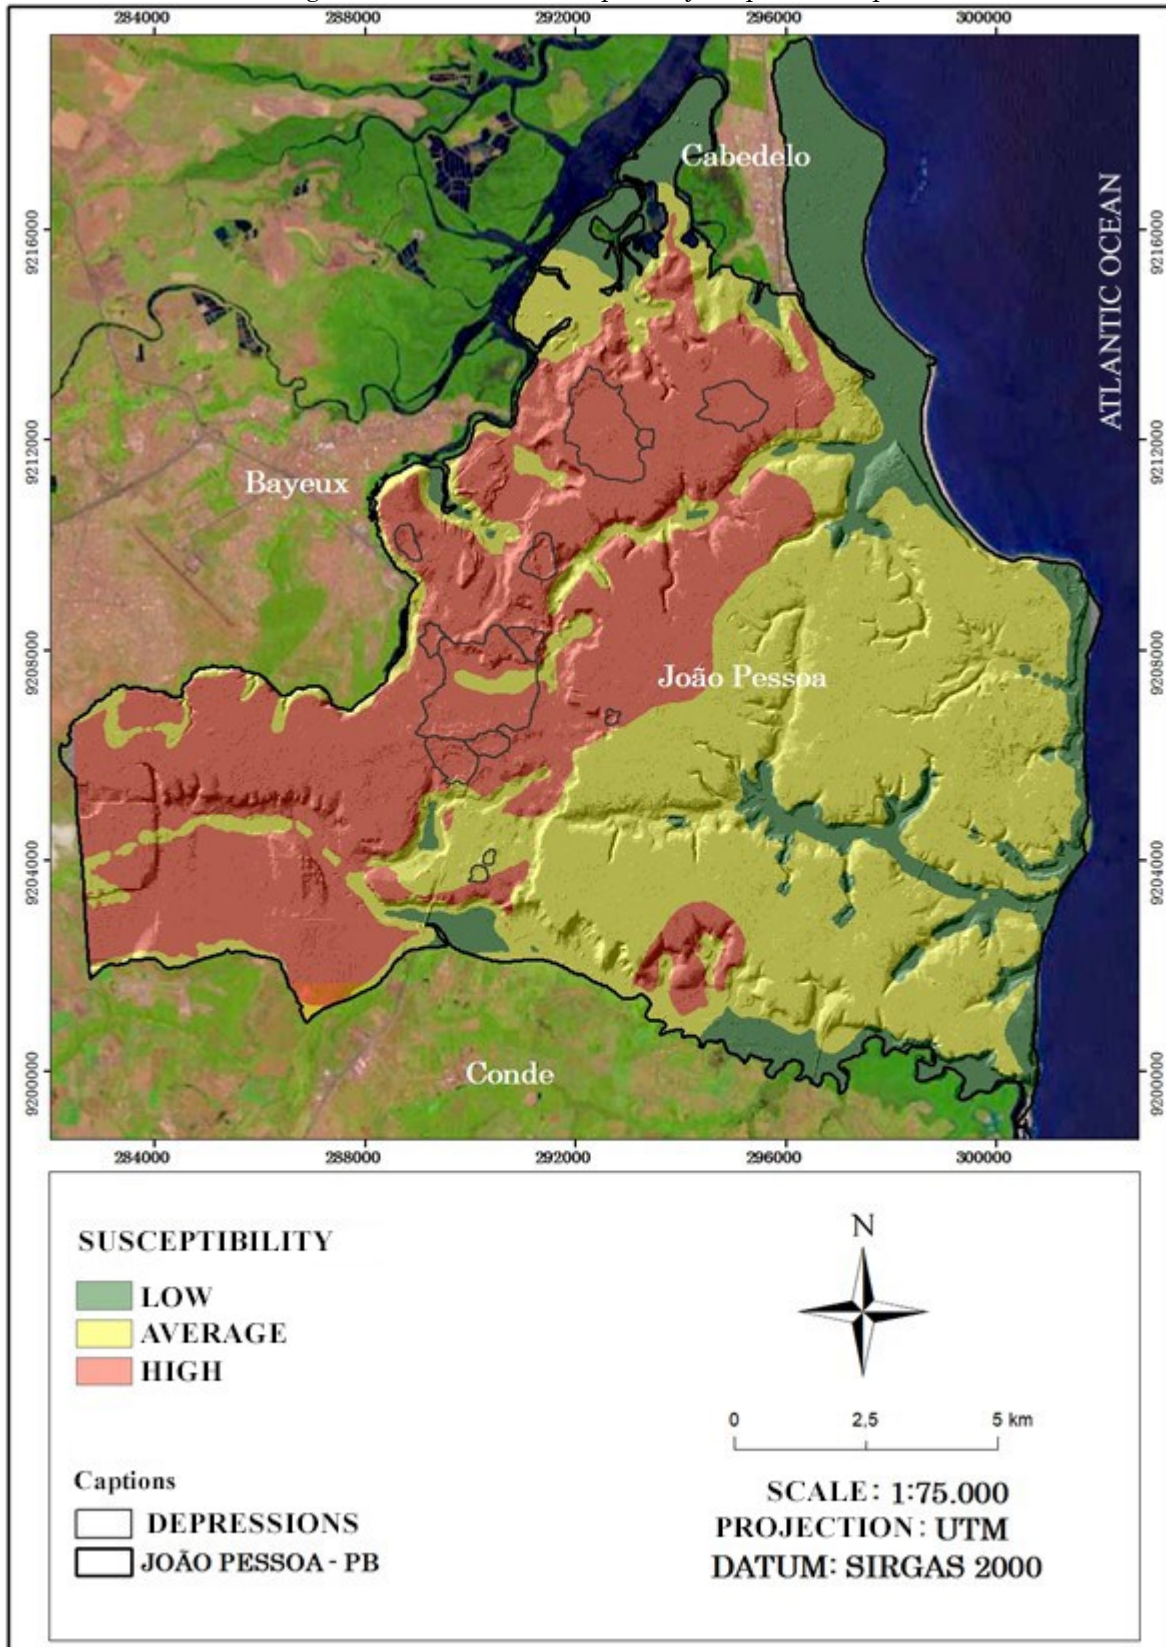 284000 288000 292000 296000 300000
Cabedelo
ATLANTIC OCEAN
9216000 9216000
9212000 9212000
Bayeux
9208000 9208000
João Pessoa
9204000 9204000
Conde
9200000 9200000
284000 288000 292000 296000 300000
SUSCEPTIBILITY
LOW
AVERAGE
HIGH
N
0 2,5 5 km
Captions
DEPRESSIONS
JOÃO PESSOA - PB
SCALE: 1:75.000
PROJECTION: UTM
DATUM: SIRGAS 2000